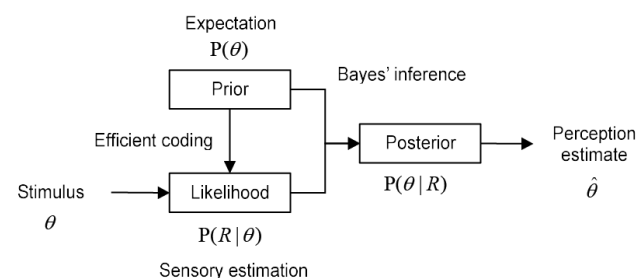 Expectation
P(θ)
Prior
Bayes' inference
Efficient coding
Posterior
Perception
estimate
Stimulus
Likelihood
P(θ | R)
θ̂
θ
P(R | θ)
Sensory estimation